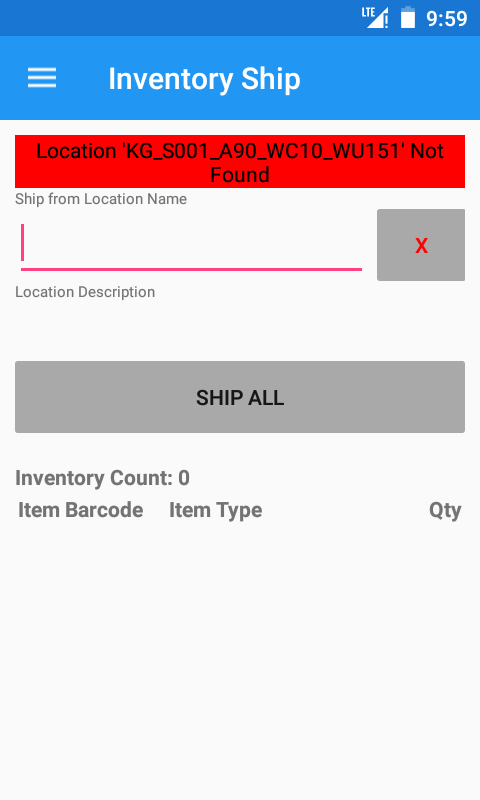 LTE 9:59
Inventory Ship
Location 'KG_S001_A90_WC10_WU151' Not
Found
Ship from Location Name
X
Location Description
SHIP ALL
Inventory Count: 0
Item Barcode Item Type Qty